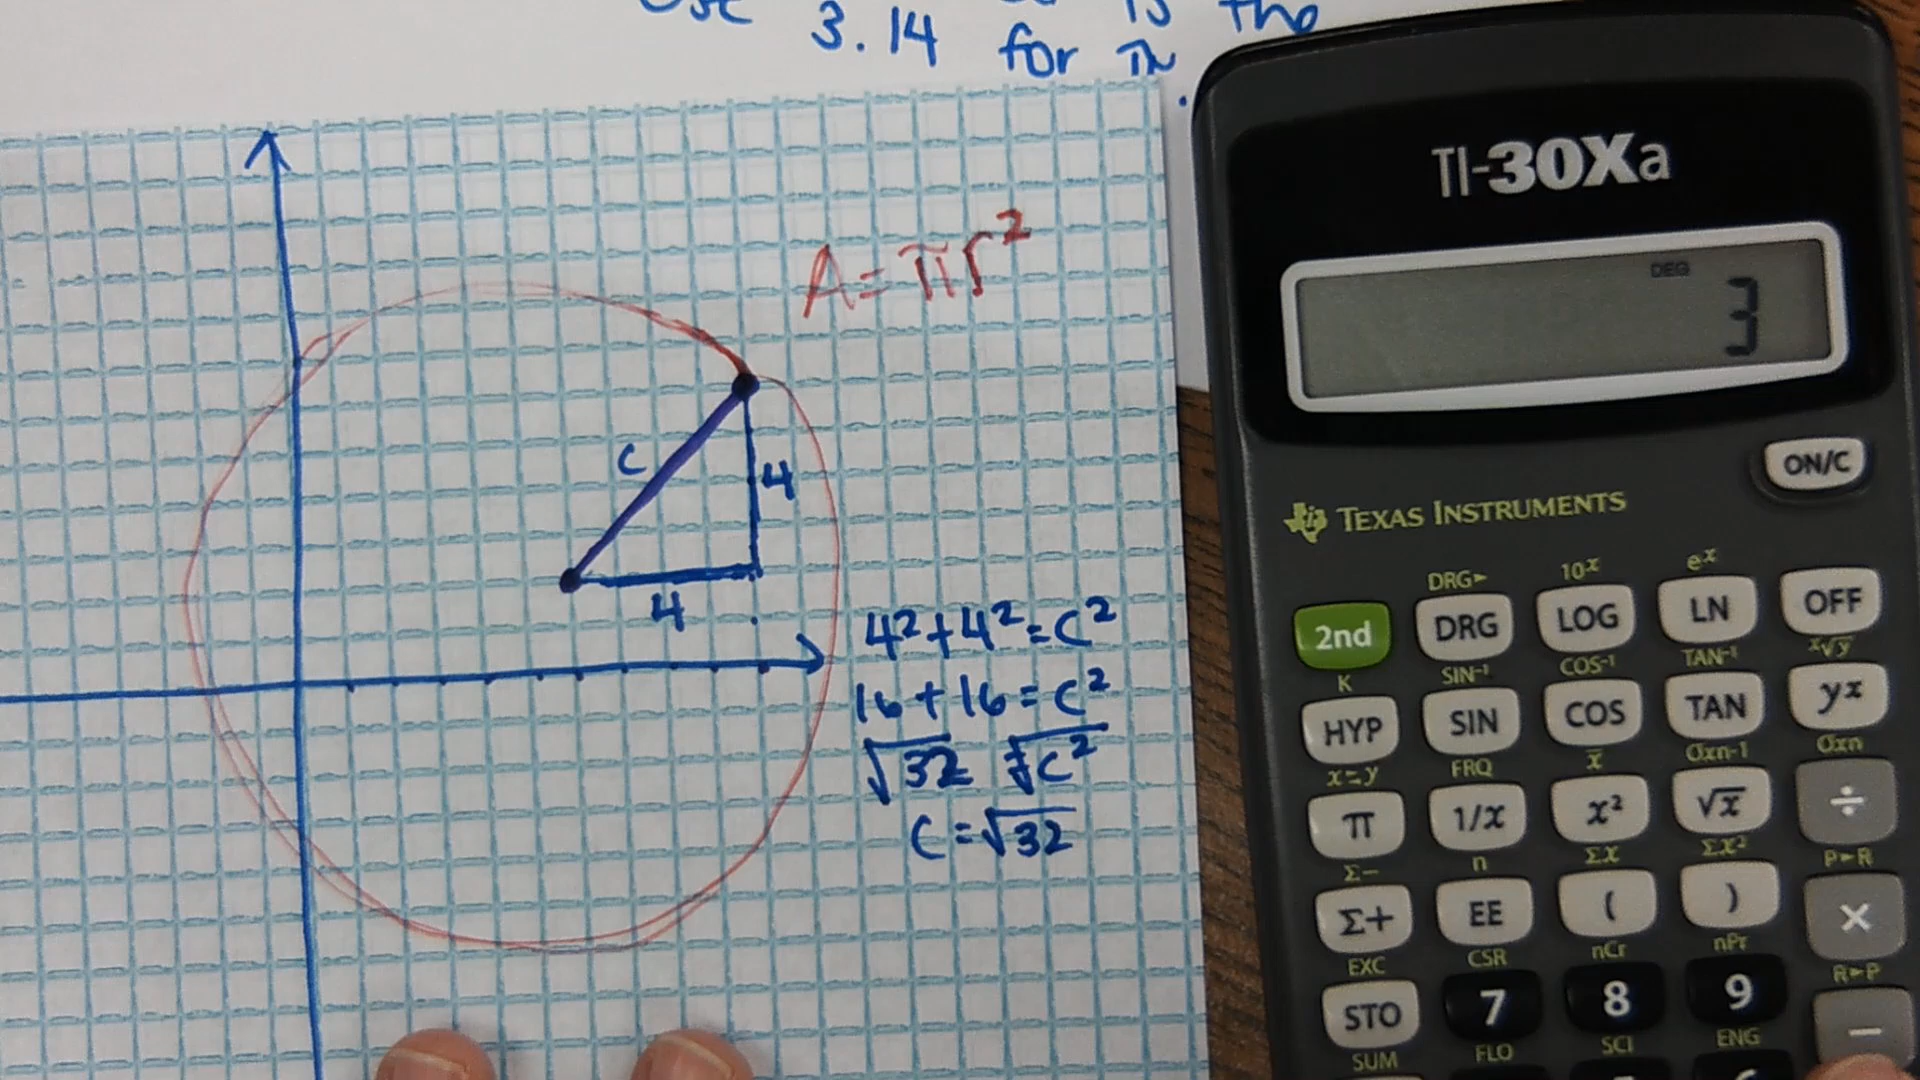 is the
3.14 for π
A = πr²
c
4
4
4² + 4² = c²
16 + 16 = c²
√32 √c²
c = √32
TI-30Xa
DEG
3
ON/C
TEXAS INSTRUMENTS
DRG► 10ˣ eˣ
2nd DRG LOG LN OFF
K SIN⁻¹ COS⁻¹ TAN⁻¹ ˣ√y
HYP SIN COS TAN yˣ
x⇄y FRQ x̄ σxn-1 σxn
π 1/x x² √x ÷
Σ− n Σx Σx² P►R
Σ+ EE ( ) ×
EXC CSR nCr nPr R►P
STO 7 8 9 −
SUM FLO SCI ENG